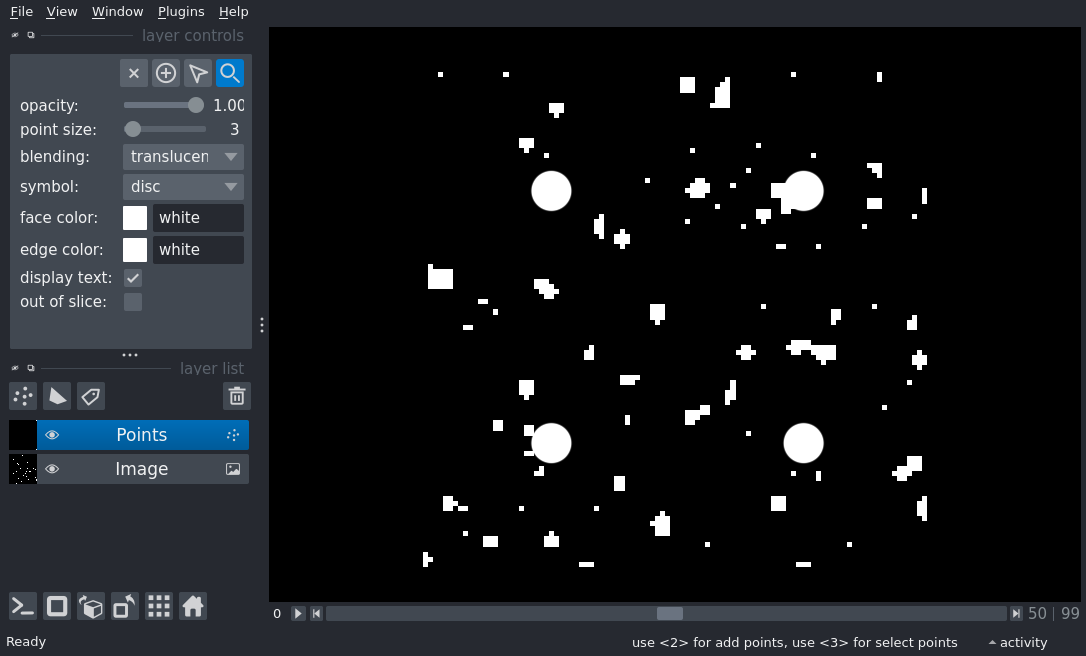 File View Window Plugins Help
layer controls
opacity: 1.00
point size: 3
blending: translucen
symbol: disc
face color: white
edge color: white
display text:
out of slice:
layer list
Points
Image
0 50 99
Ready use <2> for add points, use <3> for select points activity